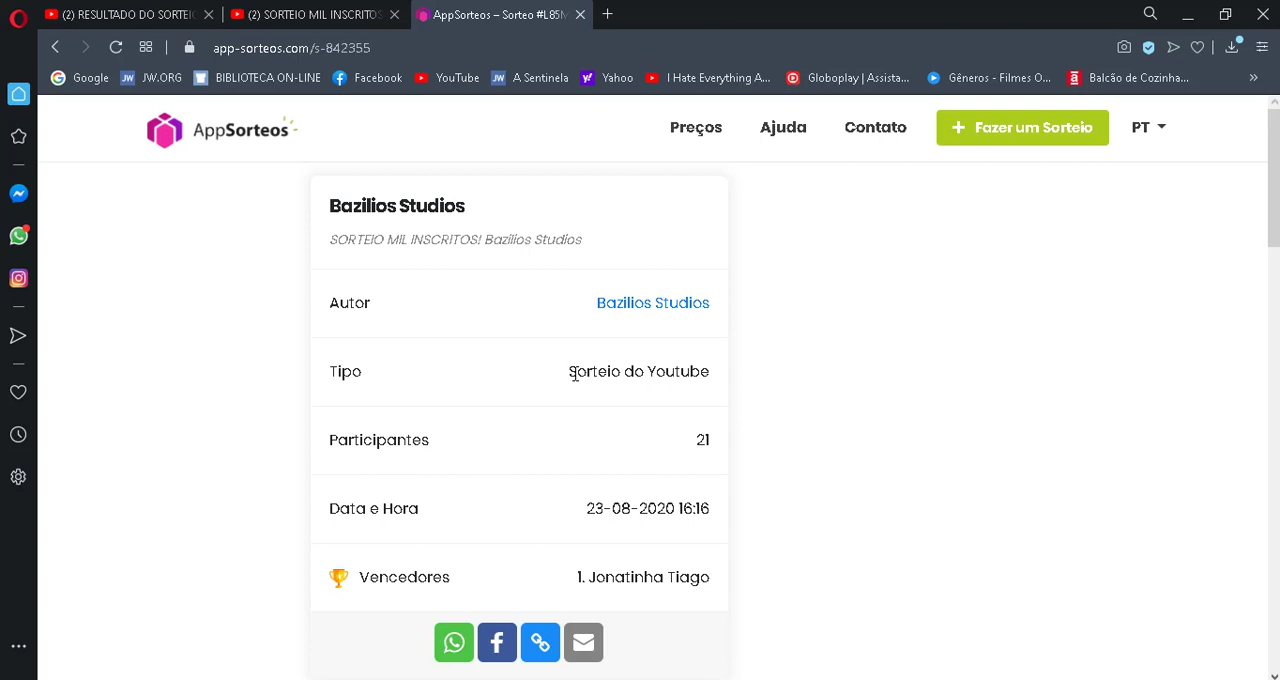 (2) RESULTADO DO SORTEIO
(2) SORTEIO MIL INSCRITOS
AppSorteos – Sorteo #L85M
app-sorteos.com/s-842355
Google
JW.ORG
BIBLIOTECA ON-LINE
Facebook
YouTube
A Sentinela
Yahoo
I Hate Everything A...
Globoplay | Assista...
Gêneros - Filmes O...
Balcão de Cozinha...
AppSorteos
Preços
Ajuda
Contato
+ Fazer um Sorteio
PT
Bazilios Studios
SORTEIO MIL INSCRITOS! Bazilios Studios
Autor Bazilios Studios
Tipo Sorteio do Youtube
Participantes 21
Data e Hora 23-08-2020 16:16
Vencedores 1. Jonatinha Tiago